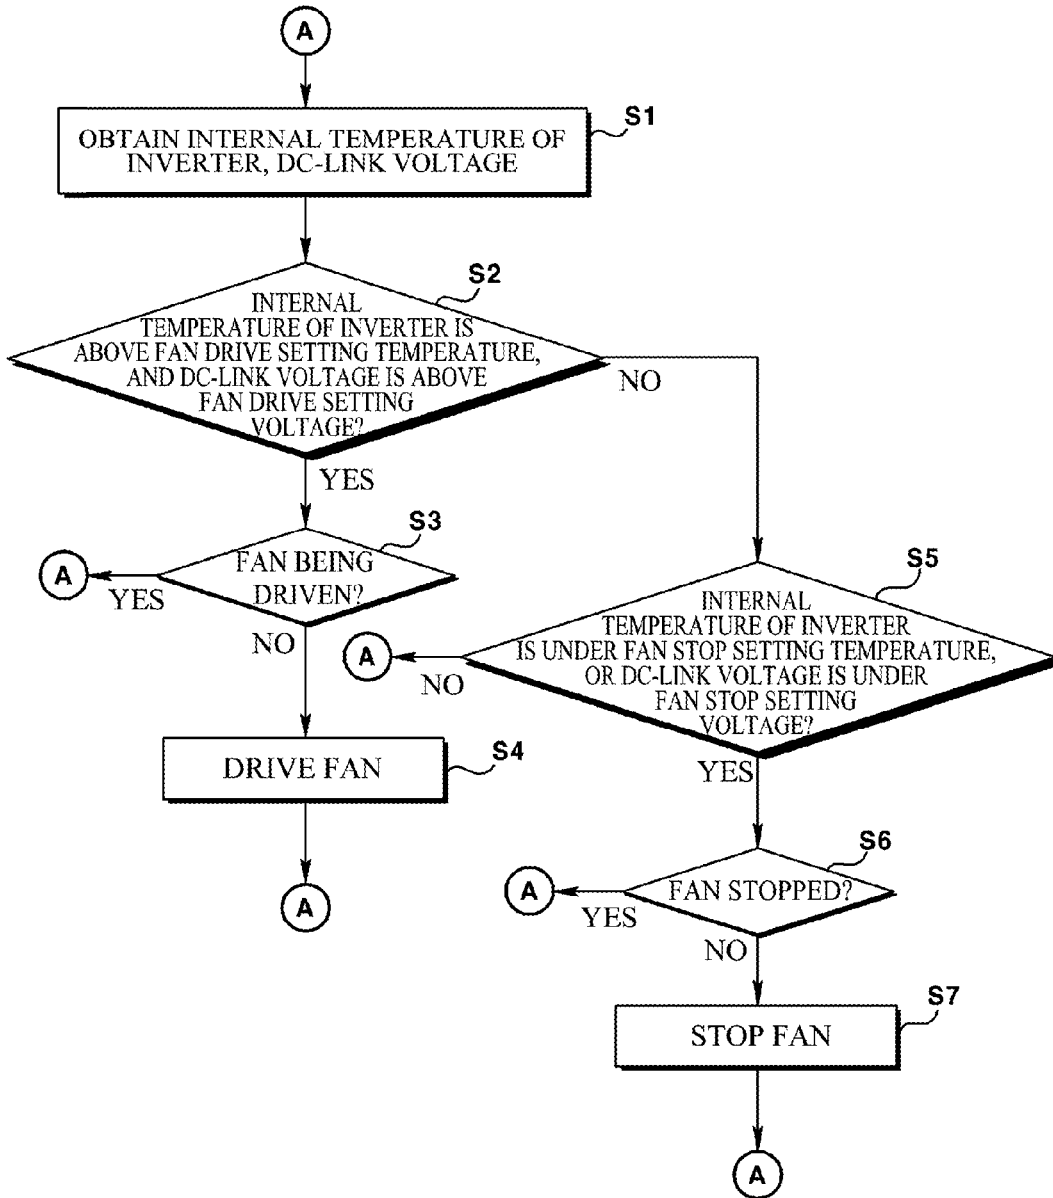 A
S1
OBTAIN INTERNAL TEMPERATURE OF
INVERTER, DC-LINK VOLTAGE
S2
INTERNAL
TEMPERATURE OF INVERTER IS
ABOVE FAN DRIVE SETTING TEMPERATURE,
AND DC-LINK VOLTAGE IS ABOVE
FAN DRIVE SETTING
VOLTAGE?
NO
YES
S3
FAN BEING
DRIVEN?
A
YES
NO
S4
DRIVE FAN
A
S5
INTERNAL
TEMPERATURE OF INVERTER
IS UNDER FAN STOP SETTING TEMPERATURE,
OR DC-LINK VOLTAGE IS UNDER
FAN STOP SETTING
VOLTAGE?
A
NO
YES
S6
FAN STOPPED?
A
YES
NO
S7
STOP FAN
A